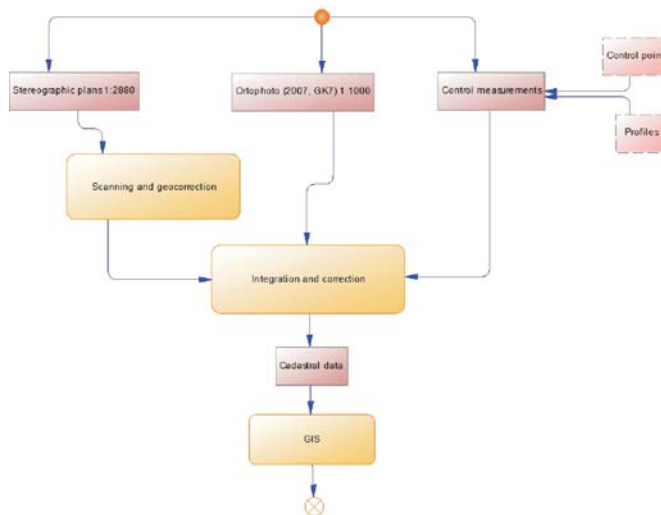 Control poin
Stereographic plans 1:2880
Ortophoto (2007, GK7) 1:1000
Control measurements
Profiles
Scanning and geocorrection
Integration and correction
Cadastral data
GIS